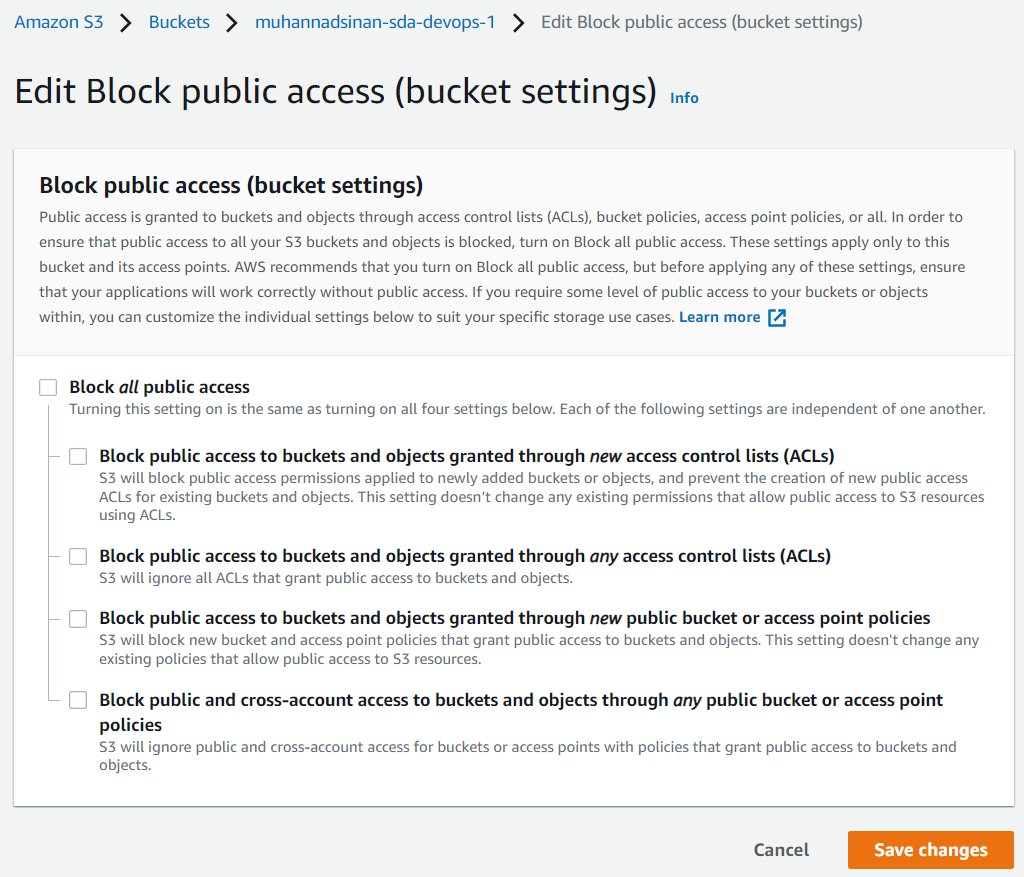 Amazon S3 > Buckets > muhannadsinan-sda-devops-1 > Edit Block public access (bucket settings)
Edit Block public access (bucket settings) Info
Block public access (bucket settings)
Public access is granted to buckets and objects through access control lists (ACLs), bucket policies, access point policies, or all. In order to
ensure that public access to all your S3 buckets and objects is blocked, turn on Block all public access. These settings apply only to this
bucket and its access points. AWS recommends that you turn on Block all public access, but before applying any of these settings, ensure
that your applications will work correctly without public access. If you require some level of public access to your buckets or objects
within, you can customize the individual settings below to suit your specific storage use cases. Learn more
Block all public access
Turning this setting on is the same as turning on all four settings below. Each of the following settings are independent of one another.
Block public access to buckets and objects granted through new access control lists (ACLs)
S3 will block public access permissions applied to newly added buckets or objects, and prevent the creation of new public access
ACLs for existing buckets and objects. This setting doesn't change any existing permissions that allow public access to S3 resources
using ACLs.
Block public access to buckets and objects granted through any access control lists (ACLs)
S3 will ignore all ACLs that grant public access to buckets and objects.
Block public access to buckets and objects granted through new public bucket or access point policies
S3 will block new bucket and access point policies that grant public access to buckets and objects. This setting doesn't change any
existing policies that allow public access to S3 resources.
Block public and cross-account access to buckets and objects through any public bucket or access point
policies
S3 will ignore public and cross-account access for buckets or access points with policies that grant public access to buckets and
objects.
Cancel Save changes